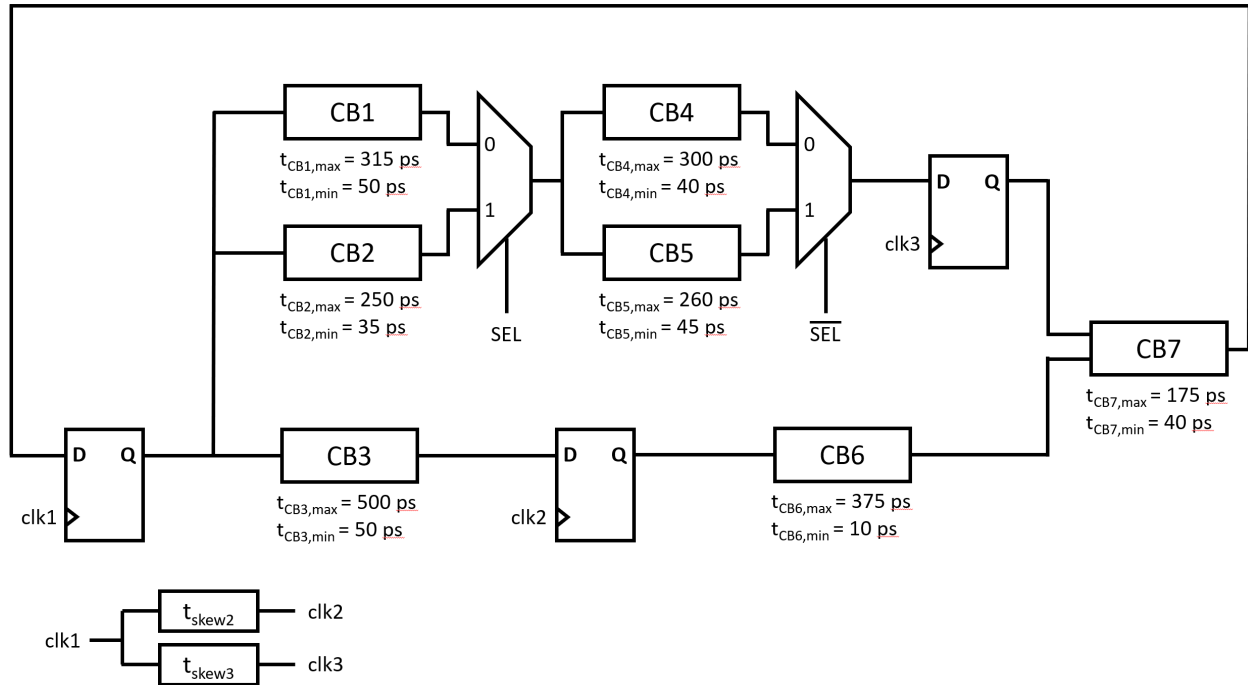 CB1
t_CB1,max = 315 ps
t_CB1,min = 50 ps
0
1
CB2
t_CB2,max = 250 ps
t_CB2,min = 35 ps
SEL
CB4
t_CB4,max = 300 ps
t_CB4,min = 40 ps
0
1
CB5
t_CB5,max = 260 ps
t_CB5,min = 45 ps
S̅E̅L̅
D Q
clk3
CB7
t_CB7,max = 175 ps
t_CB7,min = 40 ps
D Q
clk1
CB3
t_CB3,max = 500 ps
t_CB3,min = 50 ps
D Q
clk2
CB6
t_CB6,max = 375 ps
t_CB6,min = 10 ps
clk1
t_skew2
clk2
t_skew3
clk3